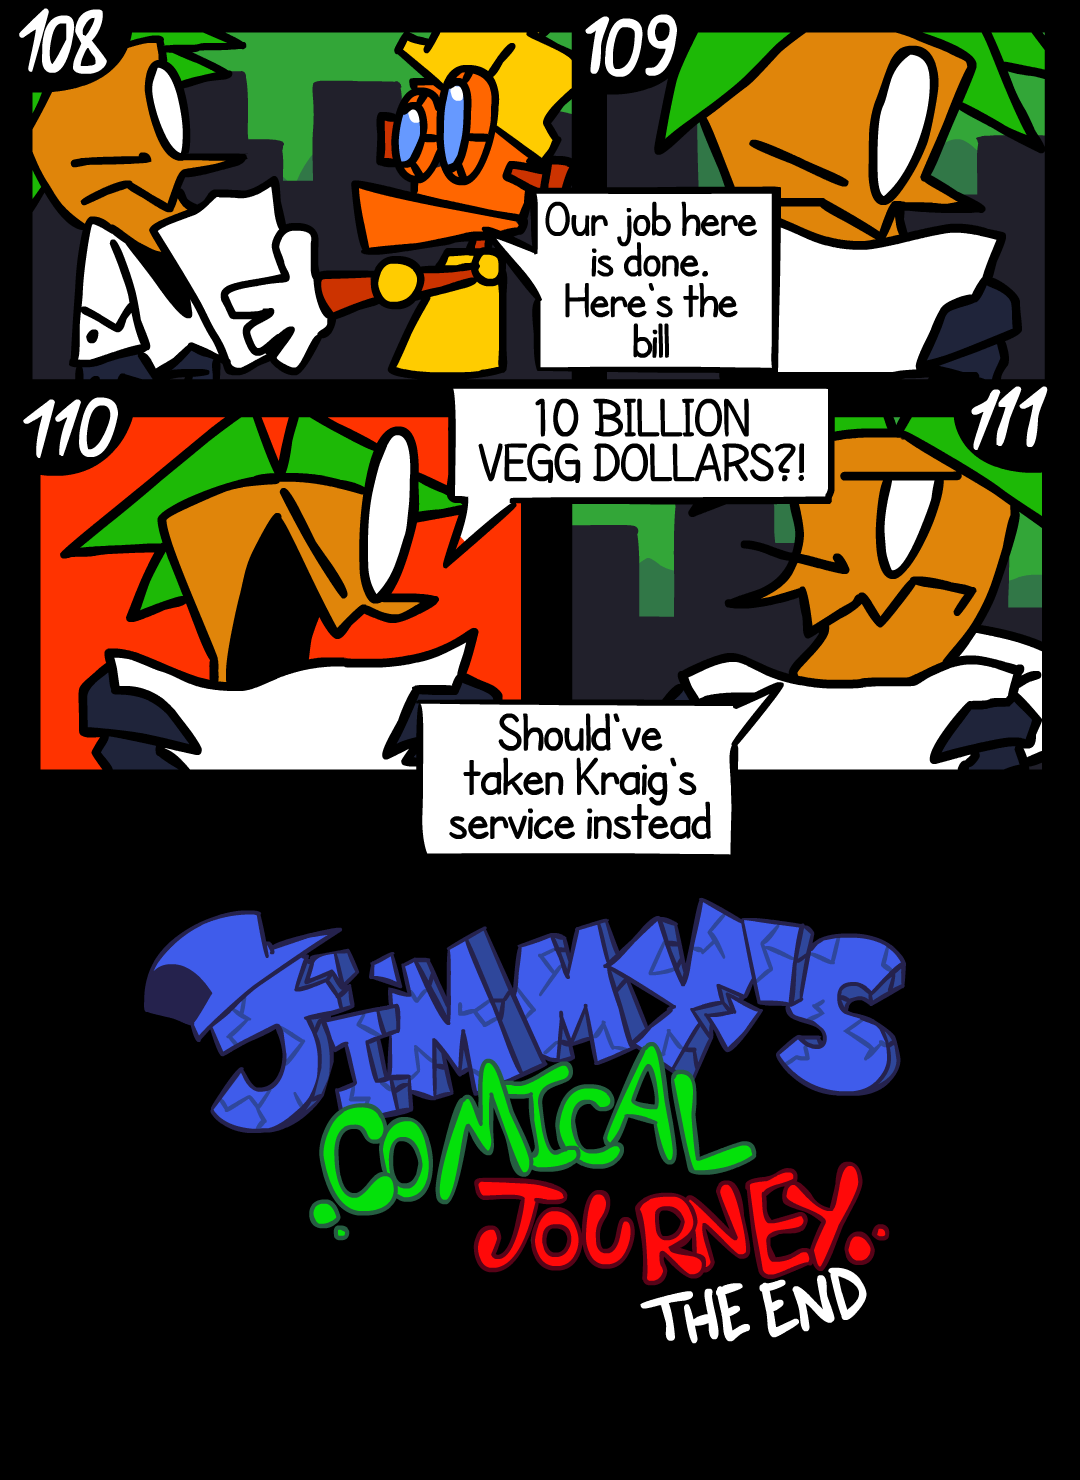 108
109
Our job here
is done.
Here's the
bill
110
10 BILLION
VEGG DOLLARS?!
111
Should've
taken Kraig's
service instead
JIMMY'S
COMICAL
JOURNEY
THE END